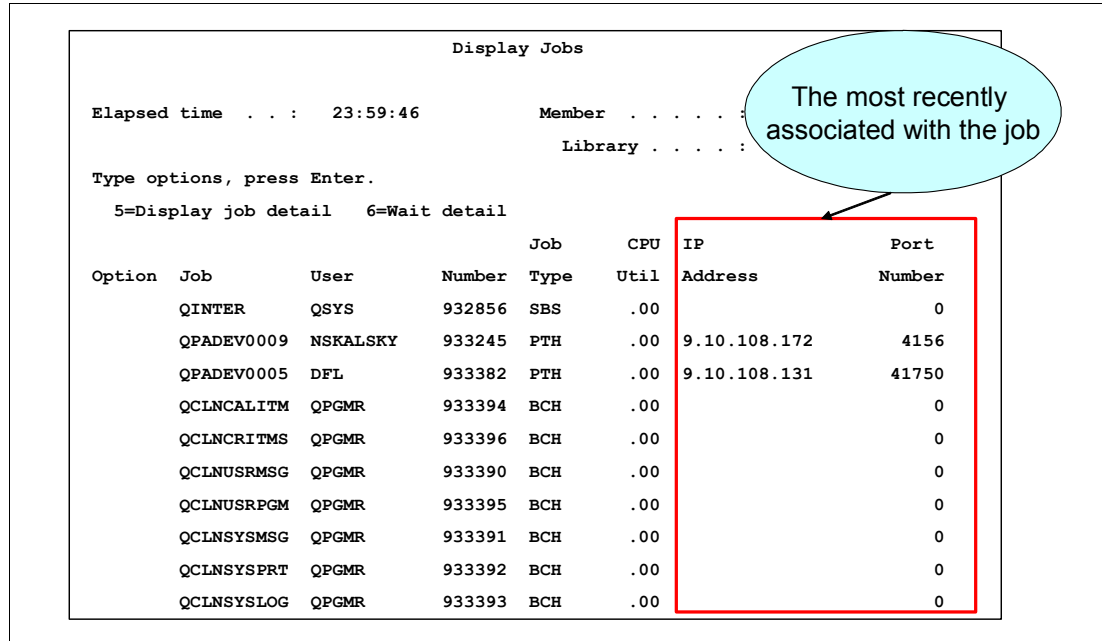 Display Jobs
The most recently
associated with the job
Elapsed time . . : 23:59:46 Member . . . . . :
Library . . . . :
Type options, press Enter.
5=Display job detail 6=Wait detail
Job CPU IP Port
Option Job User Number Type Util Address Number
QINTER QSYS 932856 SBS .00 0
QPADEV0009 NSKALSKY 933245 PTH .00 9.10.108.172 4156
QPADEV0005 DFL 933382 PTH .00 9.10.108.131 41750
QCLNCALITM QPGMR 933394 BCH .00 0
QCLNCRITMS QPGMR 933396 BCH .00 0
QCLNUSRMSG QPGMR 933390 BCH .00 0
QCLNUSRPGM QPGMR 933395 BCH .00 0
QCLNSYSMSG QPGMR 933391 BCH .00 0
QCLNSYSPRT QPGMR 933392 BCH .00 0
QCLNSYSLOG QPGMR 933393 BCH .00 0